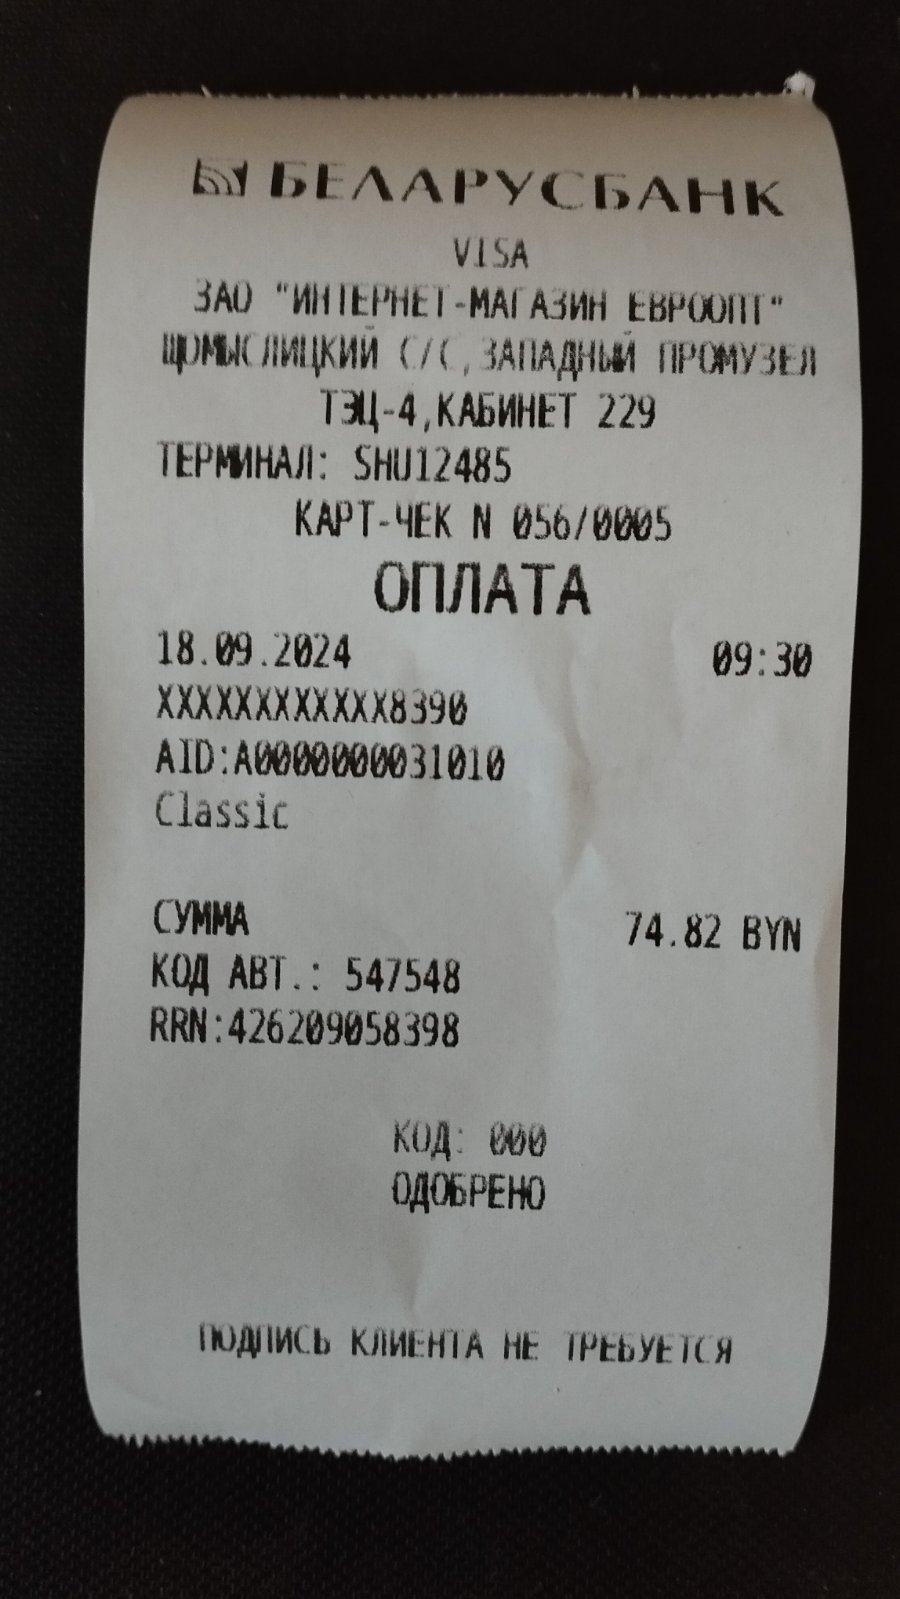 БЕЛАРУСБАНК
VISA
ЗАО "ИНТЕРНЕТ-МАГАЗИН ЕВРООПТ"
ЩОМЫСЛИЦКИЙ С/С,ЗАПАДНЫЙ ПРОМУЗЕЛ
ТЭЦ-4,КАБИНЕТ 229
ТЕРМИНАЛ: SHU12485
КАРТ-ЧЕК N 056/0005
ОПЛАТА
18.09.2024 09:30
XXXXXXXXXXXX8390
AID:A0000000031010
Classic
СУММА 74.82 BYN
КОД АВТ.: 547548
RRN:426209058398
КОД: 000
ОДОБРЕНО
ПОДПИСЬ КЛИЕНТА НЕ ТРЕБУЕТСЯ